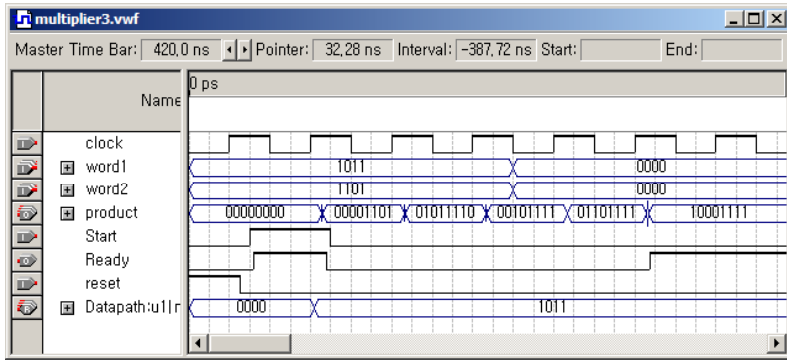 multiplier3.vwf
Master Time Bar: 420,0 ns Pointer: 32,28 ns Interval: -387,72 ns Start: End:
Name
0 ps
clock
word1 1011 0000
word2 1101 0000
product 00000000 00001101 01011110 00101111 01101111 10001111
Start
Ready
reset
Datapath:u1|r 0000 1011